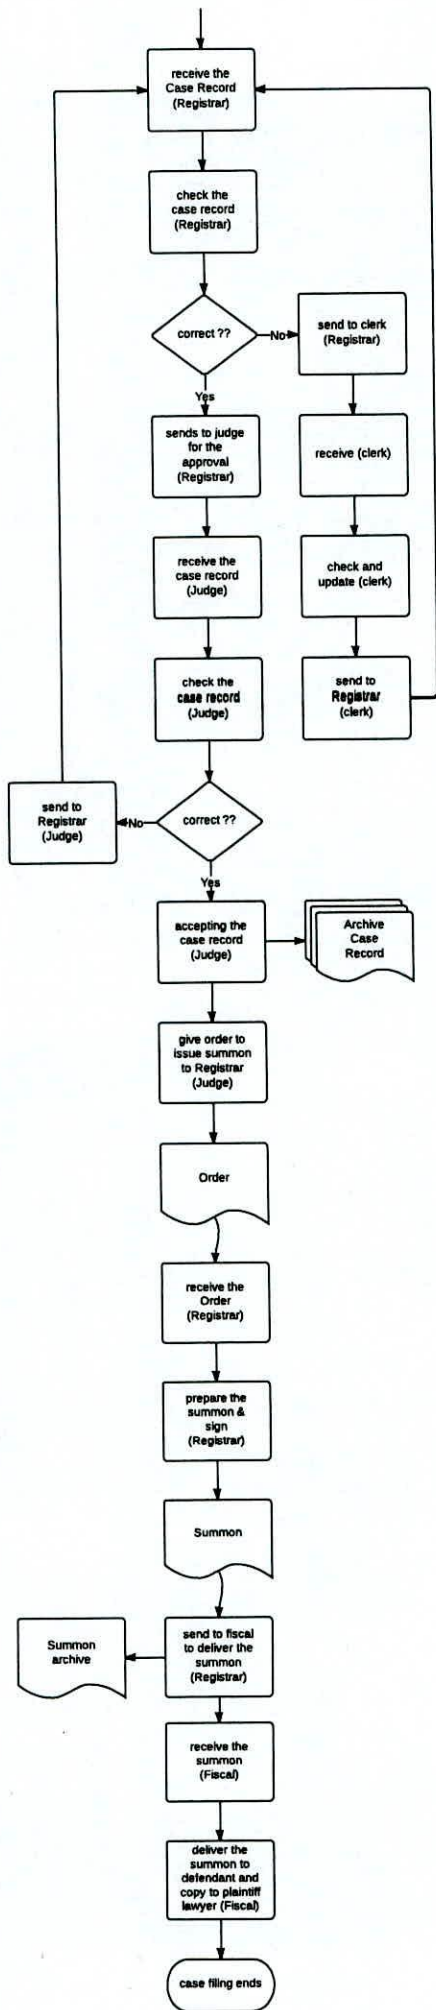 receive the
Case Record
(Registrar)
check the
case record
(Registrar)
correct ??
No
send to clerk
(Registrar)
Yes
sends to judge
for the
approval
(Registrar)
receive (clerk)
receive the
case record
(Judge)
check and
update (clerk)
check the
case record
(Judge)
send to
Registrar
(clerk)
send to
Registrar
(Judge)
No
correct ??
Yes
accepting the
case record
(Judge)
Archive
Case
Record
give order to
issue summon
to Registrar
(Judge)
Order
receive the
Order
(Registrar)
prepare the
summon &
sign
(Registrar)
Summon
Summon
archive
send to fiscal
to deliver the
summon
(Registrar)
receive the
summon
(Fiscal)
deliver the
summon to
defendant and
copy to plaintiff
lawyer (Fiscal)
case filing ends